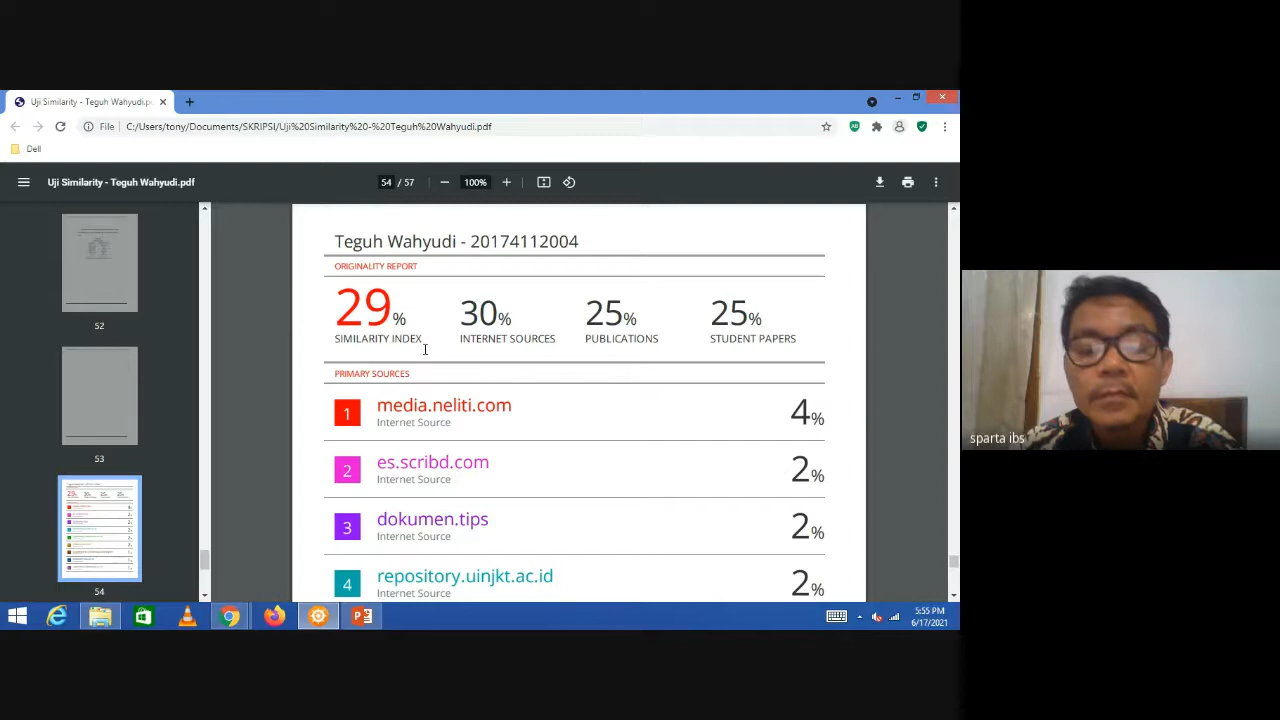 Uji Similarity - Teguh Wahyudi.p
File C:/Users/tony/Documents/SKRIPSI/Uji%20Similarity%20-%20Teguh%20Wahyudi.pdf
Dell
Uji Similarity - Teguh Wahyudi.pdf
54 / 57
100%
52
53
54
Teguh Wahyudi - 20174112004
ORIGINALITY REPORT
29% 30% 25% 25%
SIMILARITY INDEX INTERNET SOURCES PUBLICATIONS STUDENT PAPERS
PRIMARY SOURCES
1 media.neliti.com 4%
Internet Source
2 es.scribd.com 2%
Internet Source
3 dokumen.tips 2%
Internet Source
4 repository.uinjkt.ac.id 2%
Internet Source
5:55 PM
6/17/2021
sparta ibs